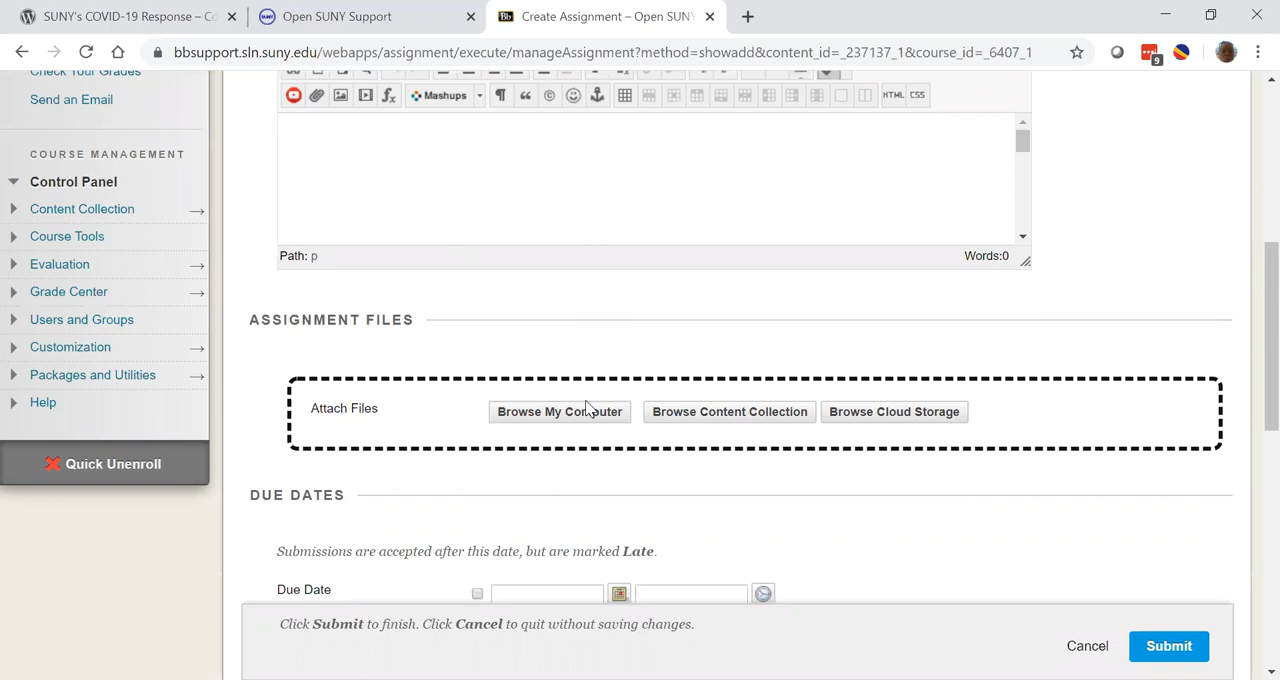 SUNY's COVID-19 Response – Co
Open SUNY Support
Create Assignment – Open SUNY
bbsupport.sln.suny.edu/webapps/assignment/execute/manageAssignment?method=showadd&content_id=_237137_1&course_id=_6407_1
9
Check Your Grades
Send an Email
COURSE MANAGEMENT
Control Panel
Content Collection
Course Tools
Evaluation
Grade Center
Users and Groups
Customization
Packages and Utilities
Help
Quick Unenroll
Mashups
HTML CSS
Path: p
Words:0
ASSIGNMENT FILES
Attach Files
Browse My Computer
Browse Content Collection
Browse Cloud Storage
DUE DATES
Submissions are accepted after this date, but are marked Late.
Due Date
Click Submit to finish. Click Cancel to quit without saving changes.
Cancel
Submit